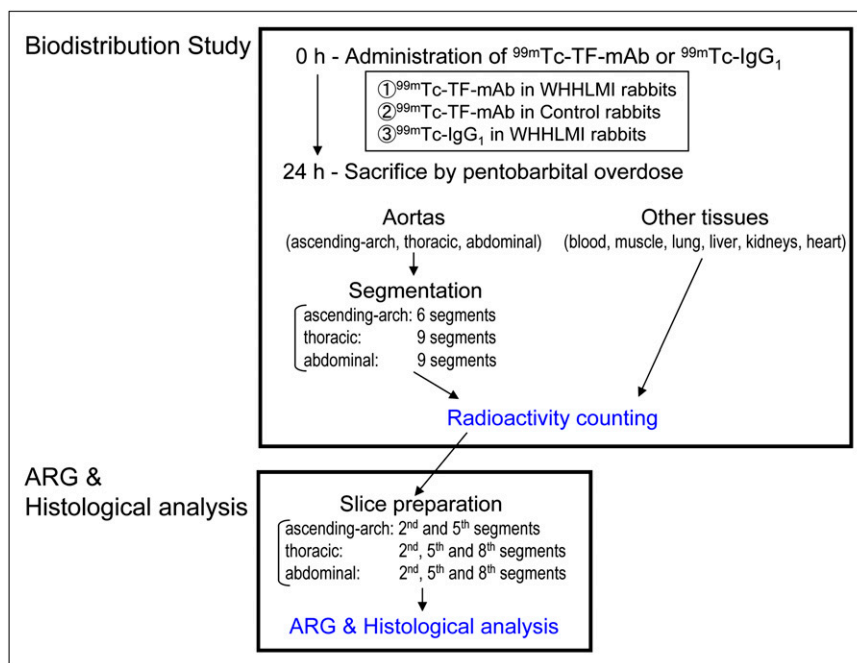 Biodistribution Study
0 h - Administration of ⁹⁹ᵐTc-TF-mAb or ⁹⁹ᵐTc-IgG₁
①⁹⁹ᵐTc-TF-mAb in WHHLMI rabbits
②⁹⁹ᵐTc-TF-mAb in Control rabbits
③⁹⁹ᵐTc-IgG₁ in WHHLMI rabbits
24 h - Sacrifice by pentobarbital overdose
Aortas
(ascending-arch, thoracic, abdominal)
Other tissues
(blood, muscle, lung, liver, kidneys, heart)
Segmentation
ascending-arch: 6 segments
thoracic: 9 segments
abdominal: 9 segments
Radioactivity counting
ARG &
Histological analysis
Slice preparation
ascending-arch: 2ⁿᵈ and 5ᵗʰ segments
thoracic: 2ⁿᵈ, 5ᵗʰ and 8ᵗʰ segments
abdominal: 2ⁿᵈ, 5ᵗʰ and 8ᵗʰ segments
ARG & Histological analysis